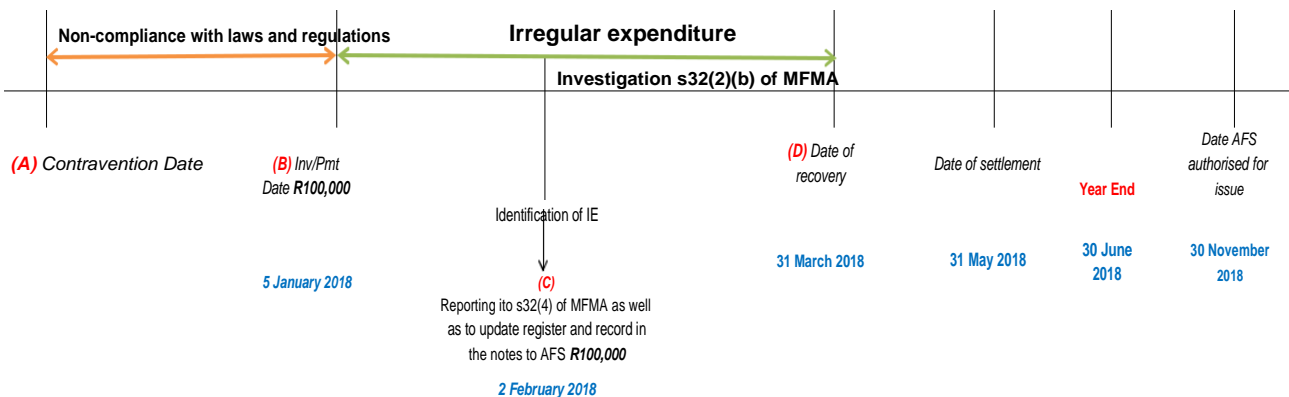 Non-compliance with laws and regulations
Irregular expenditure
Investigation s32(2)(b) of MFMA
(A) Contravention Date
(B) Inv/Pmt
Date R100,000
Identification of IE
(C)
Reporting ito s32(4) of MFMA as well
as to update register and record in
the notes to AFS R100,000
2 February 2018
5 January 2018
(D) Date of
recovery
31 March 2018
Date of settlement
31 May 2018
Year End
30 June
2018
Date AFS
authorised for
issue
30 November
2018